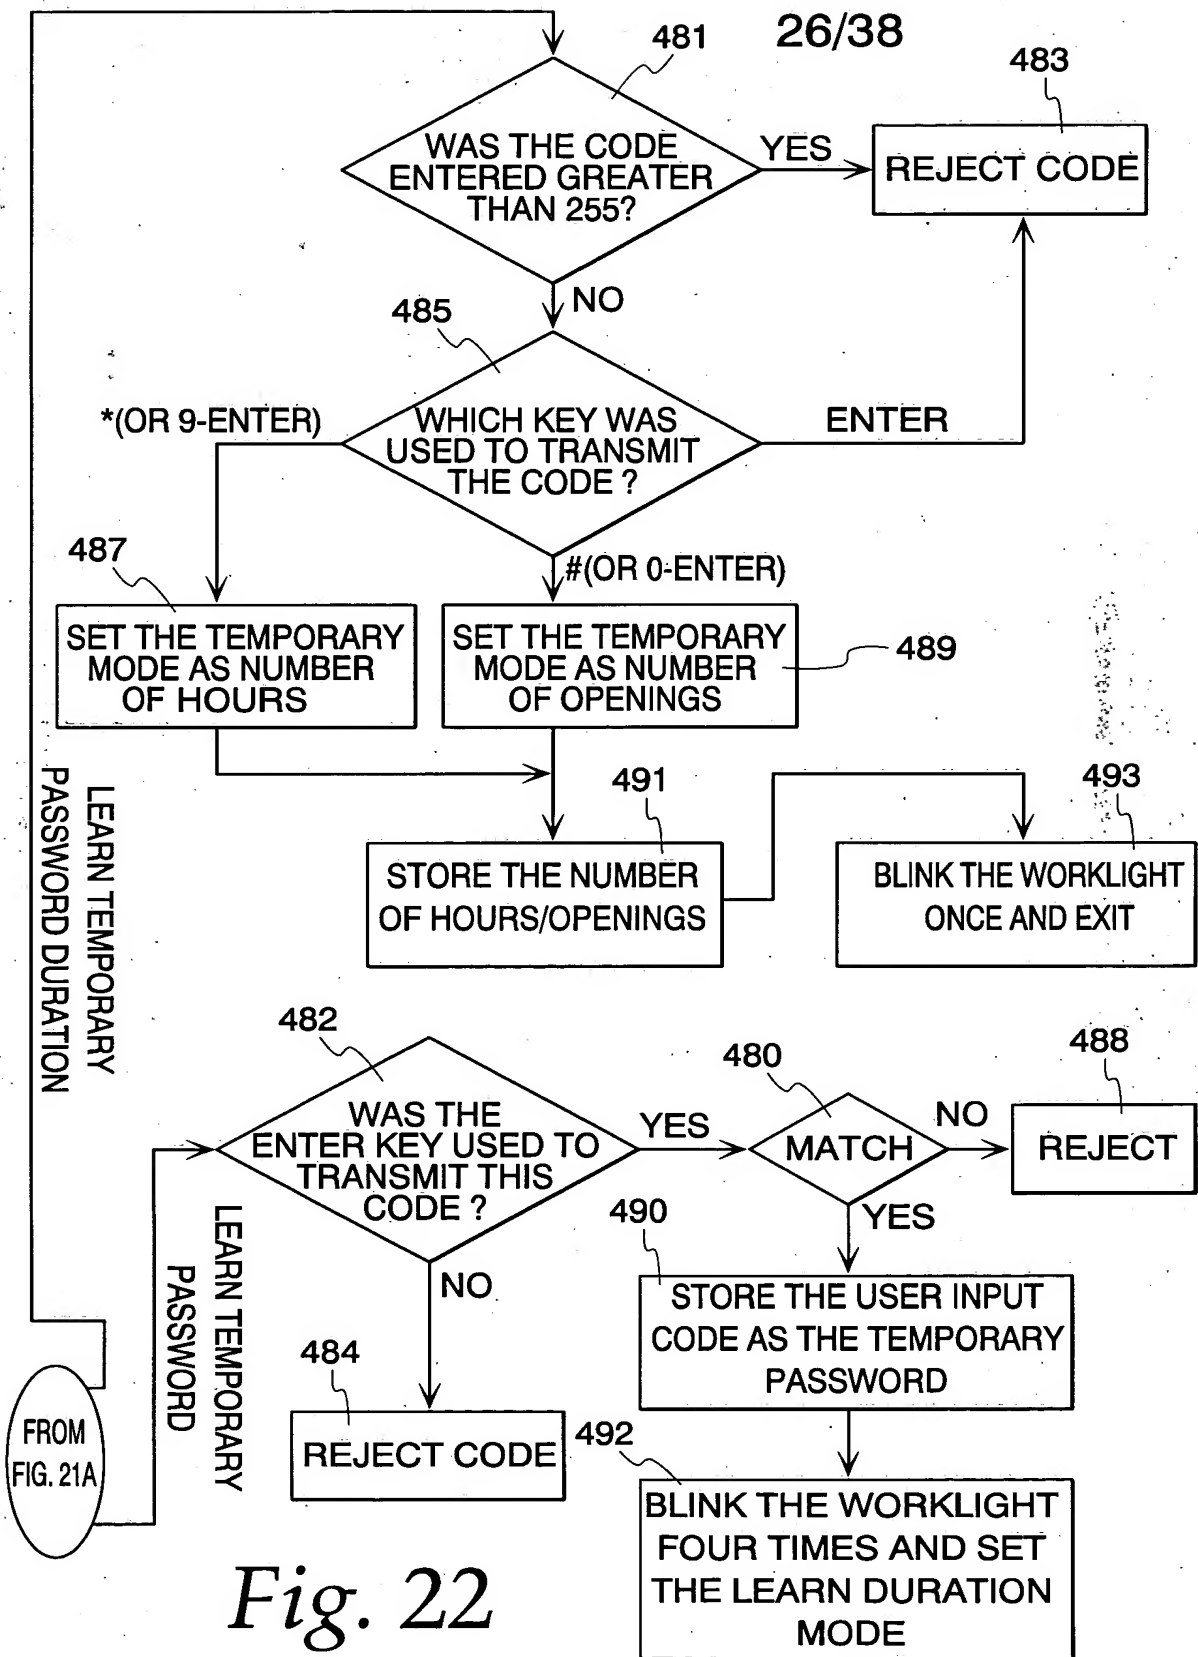 26/38
481
WAS THE CODE
ENTERED GREATER
THAN 255?
YES
483
REJECT CODE
NO
485
WHICH KEY WAS
USED TO TRANSMIT
THE CODE ?
*(OR 9-ENTER)
ENTER
#(OR 0-ENTER)
487
SET THE TEMPORARY
MODE AS NUMBER
OF HOURS
SET THE TEMPORARY
MODE AS NUMBER
OF OPENINGS
489
491
STORE THE NUMBER
OF HOURS/OPENINGS
493
BLINK THE WORKLIGHT
ONCE AND EXIT
LEARN TEMPORARY
PASSWORD DURATION
482
WAS THE
ENTER KEY USED TO
TRANSMIT THIS
CODE ?
YES
480
MATCH
NO
488
REJECT
YES
490
STORE THE USER INPUT
CODE AS THE TEMPORARY
PASSWORD
NO
484
REJECT CODE
LEARN TEMPORARY
PASSWORD
492
BLINK THE WORKLIGHT
FOUR TIMES AND SET
THE LEARN DURATION
MODE
FROM
FIG. 21A
Fig. 22